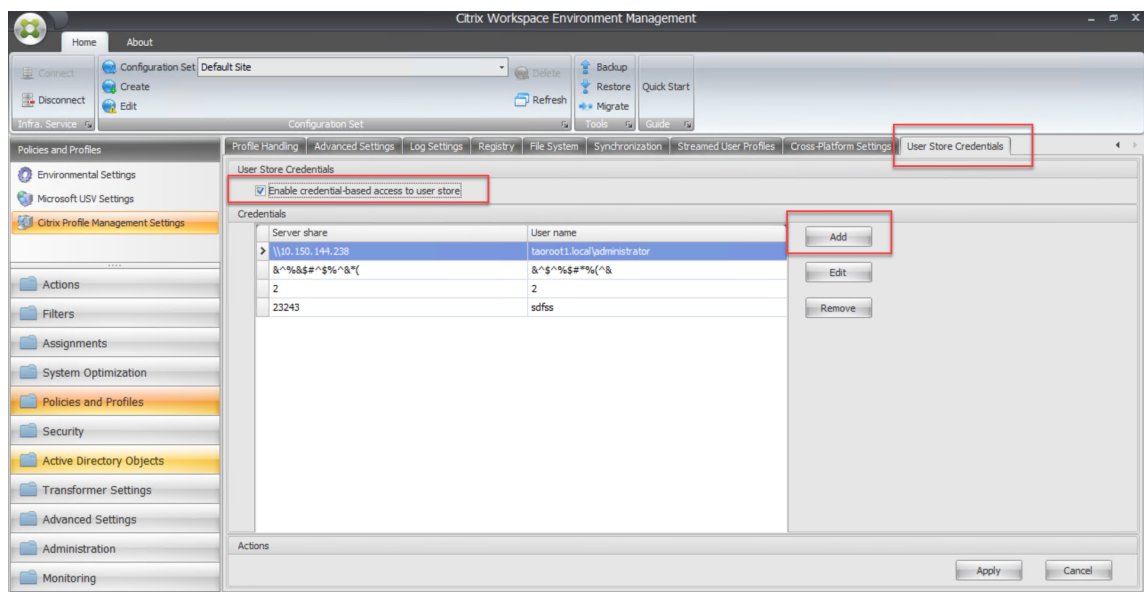 Citrix Workspace Environment Management
Home About
Connect
Disconnect
Infra. Service
Configuration Set Default Site
Create
Edit
Delete
Refresh
Configuration Set
Backup
Restore
Migrate
Tools
Quick Start
Guide
Policies and Profiles
Environmental Settings
Microsoft USV Settings
Citrix Profile Management Settings
Actions
Filters
Assignments
System Optimization
Policies and Profiles
Security
Active Directory Objects
Transformer Settings
Advanced Settings
Administration
Monitoring
Profile Handling Advanced Settings Log Settings Registry File System Synchronization Streamed User Profiles Cross-Platform Settings User Store Credentials
User Store Credentials
Enable credential-based access to user store
Credentials
Server share User name
\\10.150.144.238 taoroot1.local\administrator
&^%&$#^$%^&*( &^$^%$#*%(^&
2 2
23243 sdfss
Add
Edit
Remove
Actions
Apply Cancel